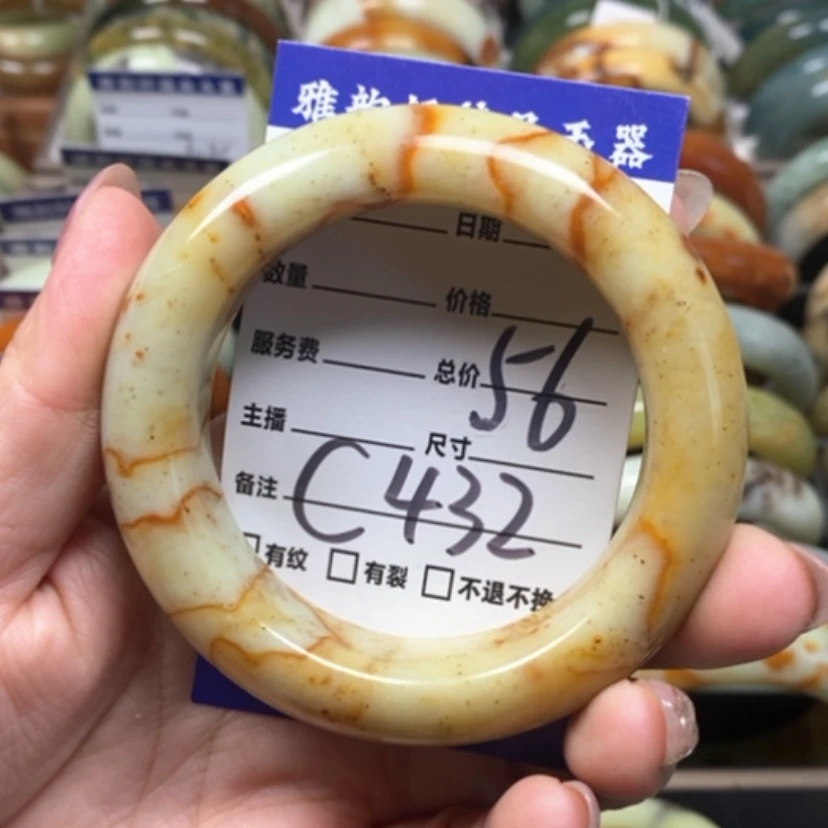 雅韵
玉器
日期
数量
价格
服务费
总价
56
主播
尺寸
备注
C432
有纹
有裂
不退不换